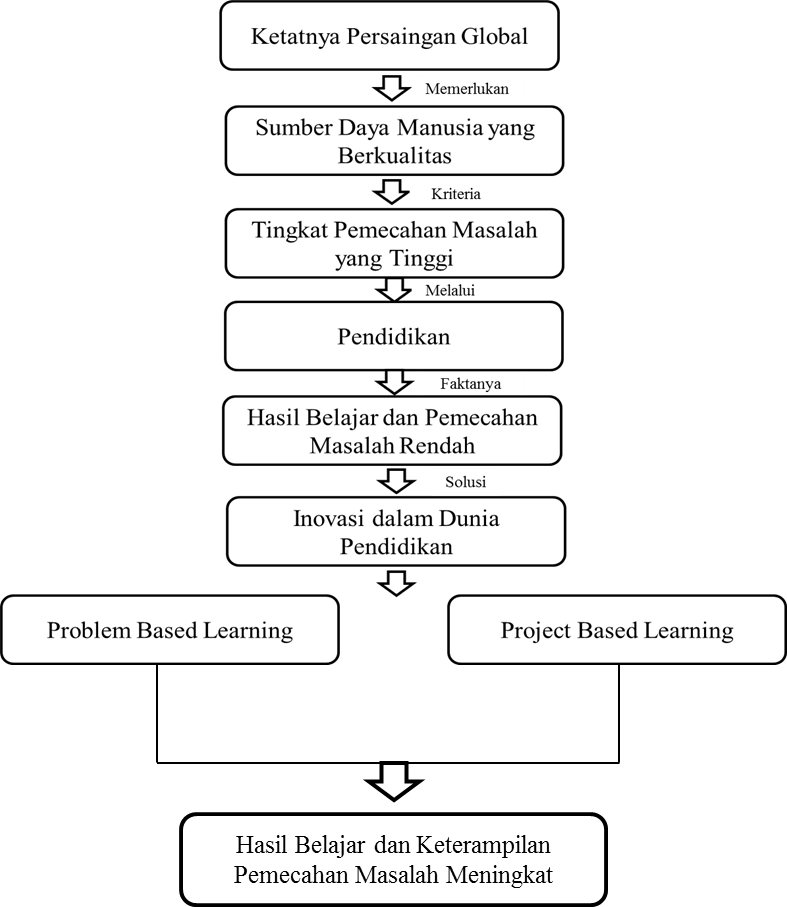 Ketatnya Persaingan Global
Memerlukan
Sumber Daya Manusia yang
Berkualitas
Kriteria
Tingkat Pemecahan Masalah
yang Tinggi
Melalui
Pendidikan
Faktanya
Hasil Belajar dan Pemecahan
Masalah Rendah
Solusi
Inovasi dalam Dunia
Pendidikan
Problem Based Learning
Project Based Learning
Hasil Belajar dan Keterampilan
Pemecahan Masalah Meningkat